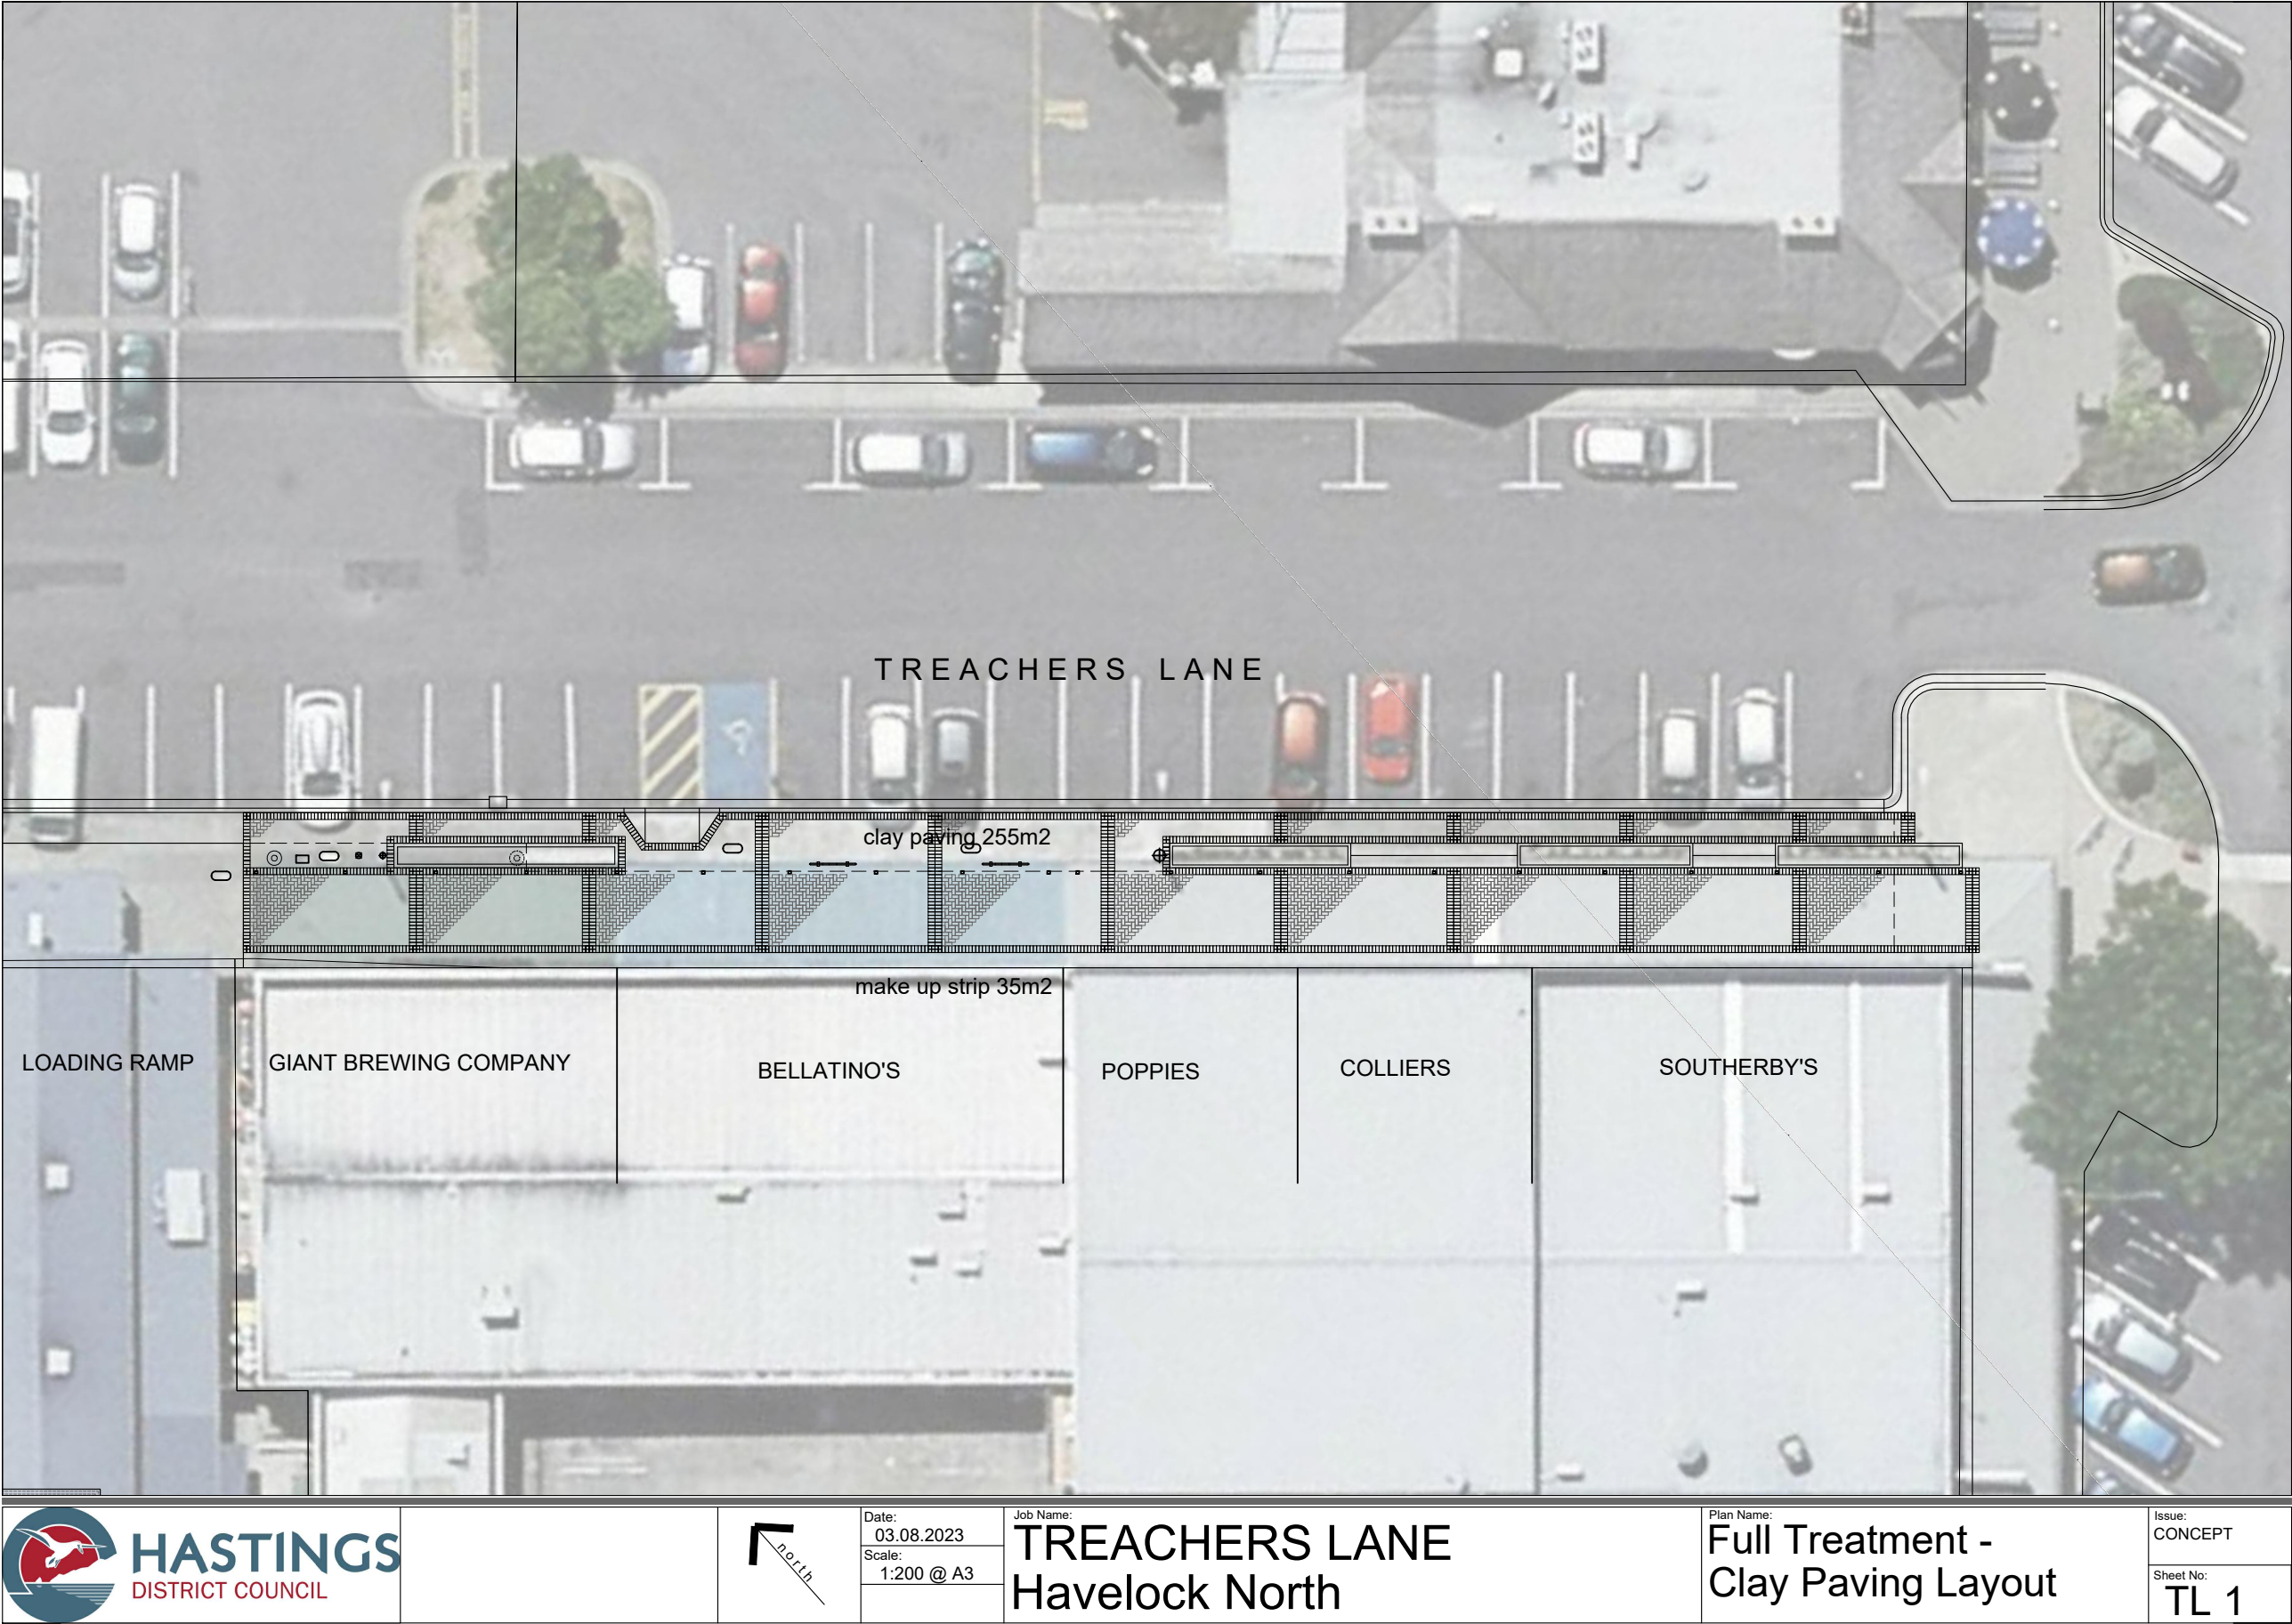 TREACHERS LANE
clay paving 255m2
make up strip 35m2
LOADING RAMP
GIANT BREWING COMPANY
BELLATINO'S
POPPIES
COLLIERS
SOUTHERBY'S
HASTINGS
DISTRICT COUNCIL
north
Date:
03.08.2023
Scale:
1:200 @ A3
Job Name:
TREACHERS LANE
Havelock North
Plan Name:
Full Treatment -
Clay Paving Layout
Issue:
CONCEPT
Sheet No:
TL 1